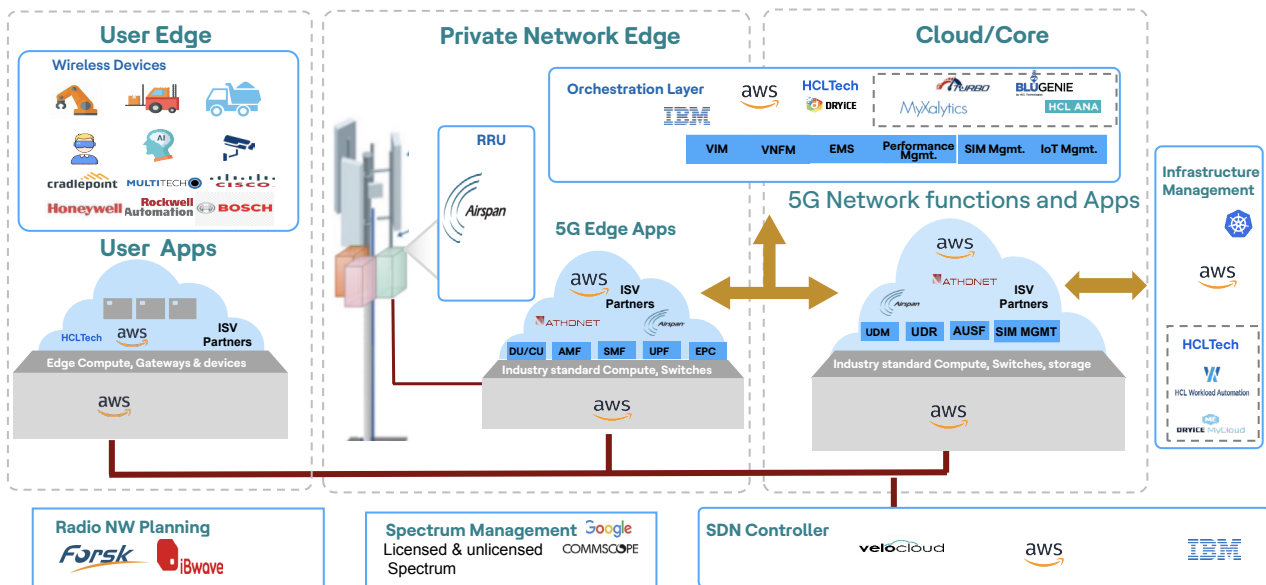 User Edge
Wireless Devices
AI
cradlepoint
MULTITECH
CISCO
Honeywell
Rockwell
Automation
BOSCH
User Apps
HCLTech
aws
ISV
Partners
Edge Compute, Gateways & devices
aws
Private Network Edge
RRU
Airspan
5G Edge Apps
aws
ISV
Partners
ATHONET
Airspan
DU/CU
AMF
SMF
UPF
EPC
Industry standard Compute, Switches
aws
Cloud/Core
Orchestration Layer
IBM
aws
HCLTech
DRYiCE
TURBO
BLUGENIE
by HCL Technologies
MyXalytics
HCL ANA
VIM
VNFM
EMS
Performance
Mgmt.
SIM Mgmt.
IoT Mgmt.
5G Network functions and Apps
aws
ATHONET
Airspan
ISV
Partners
UDM
UDR
AUSF
SIM MGMT
Industry standard Compute, Switches, storage
aws
Infrastructure
Management
aws
HCLTech
HCL Workload Automation
MC
DRYiCE MyCloud
Radio NW Planning
Forsk
iBwave
Spectrum Management
Google
Licensed & unlicensed
COMMSCOPE
Spectrum
SDN Controller
velocloud
aws
IBM